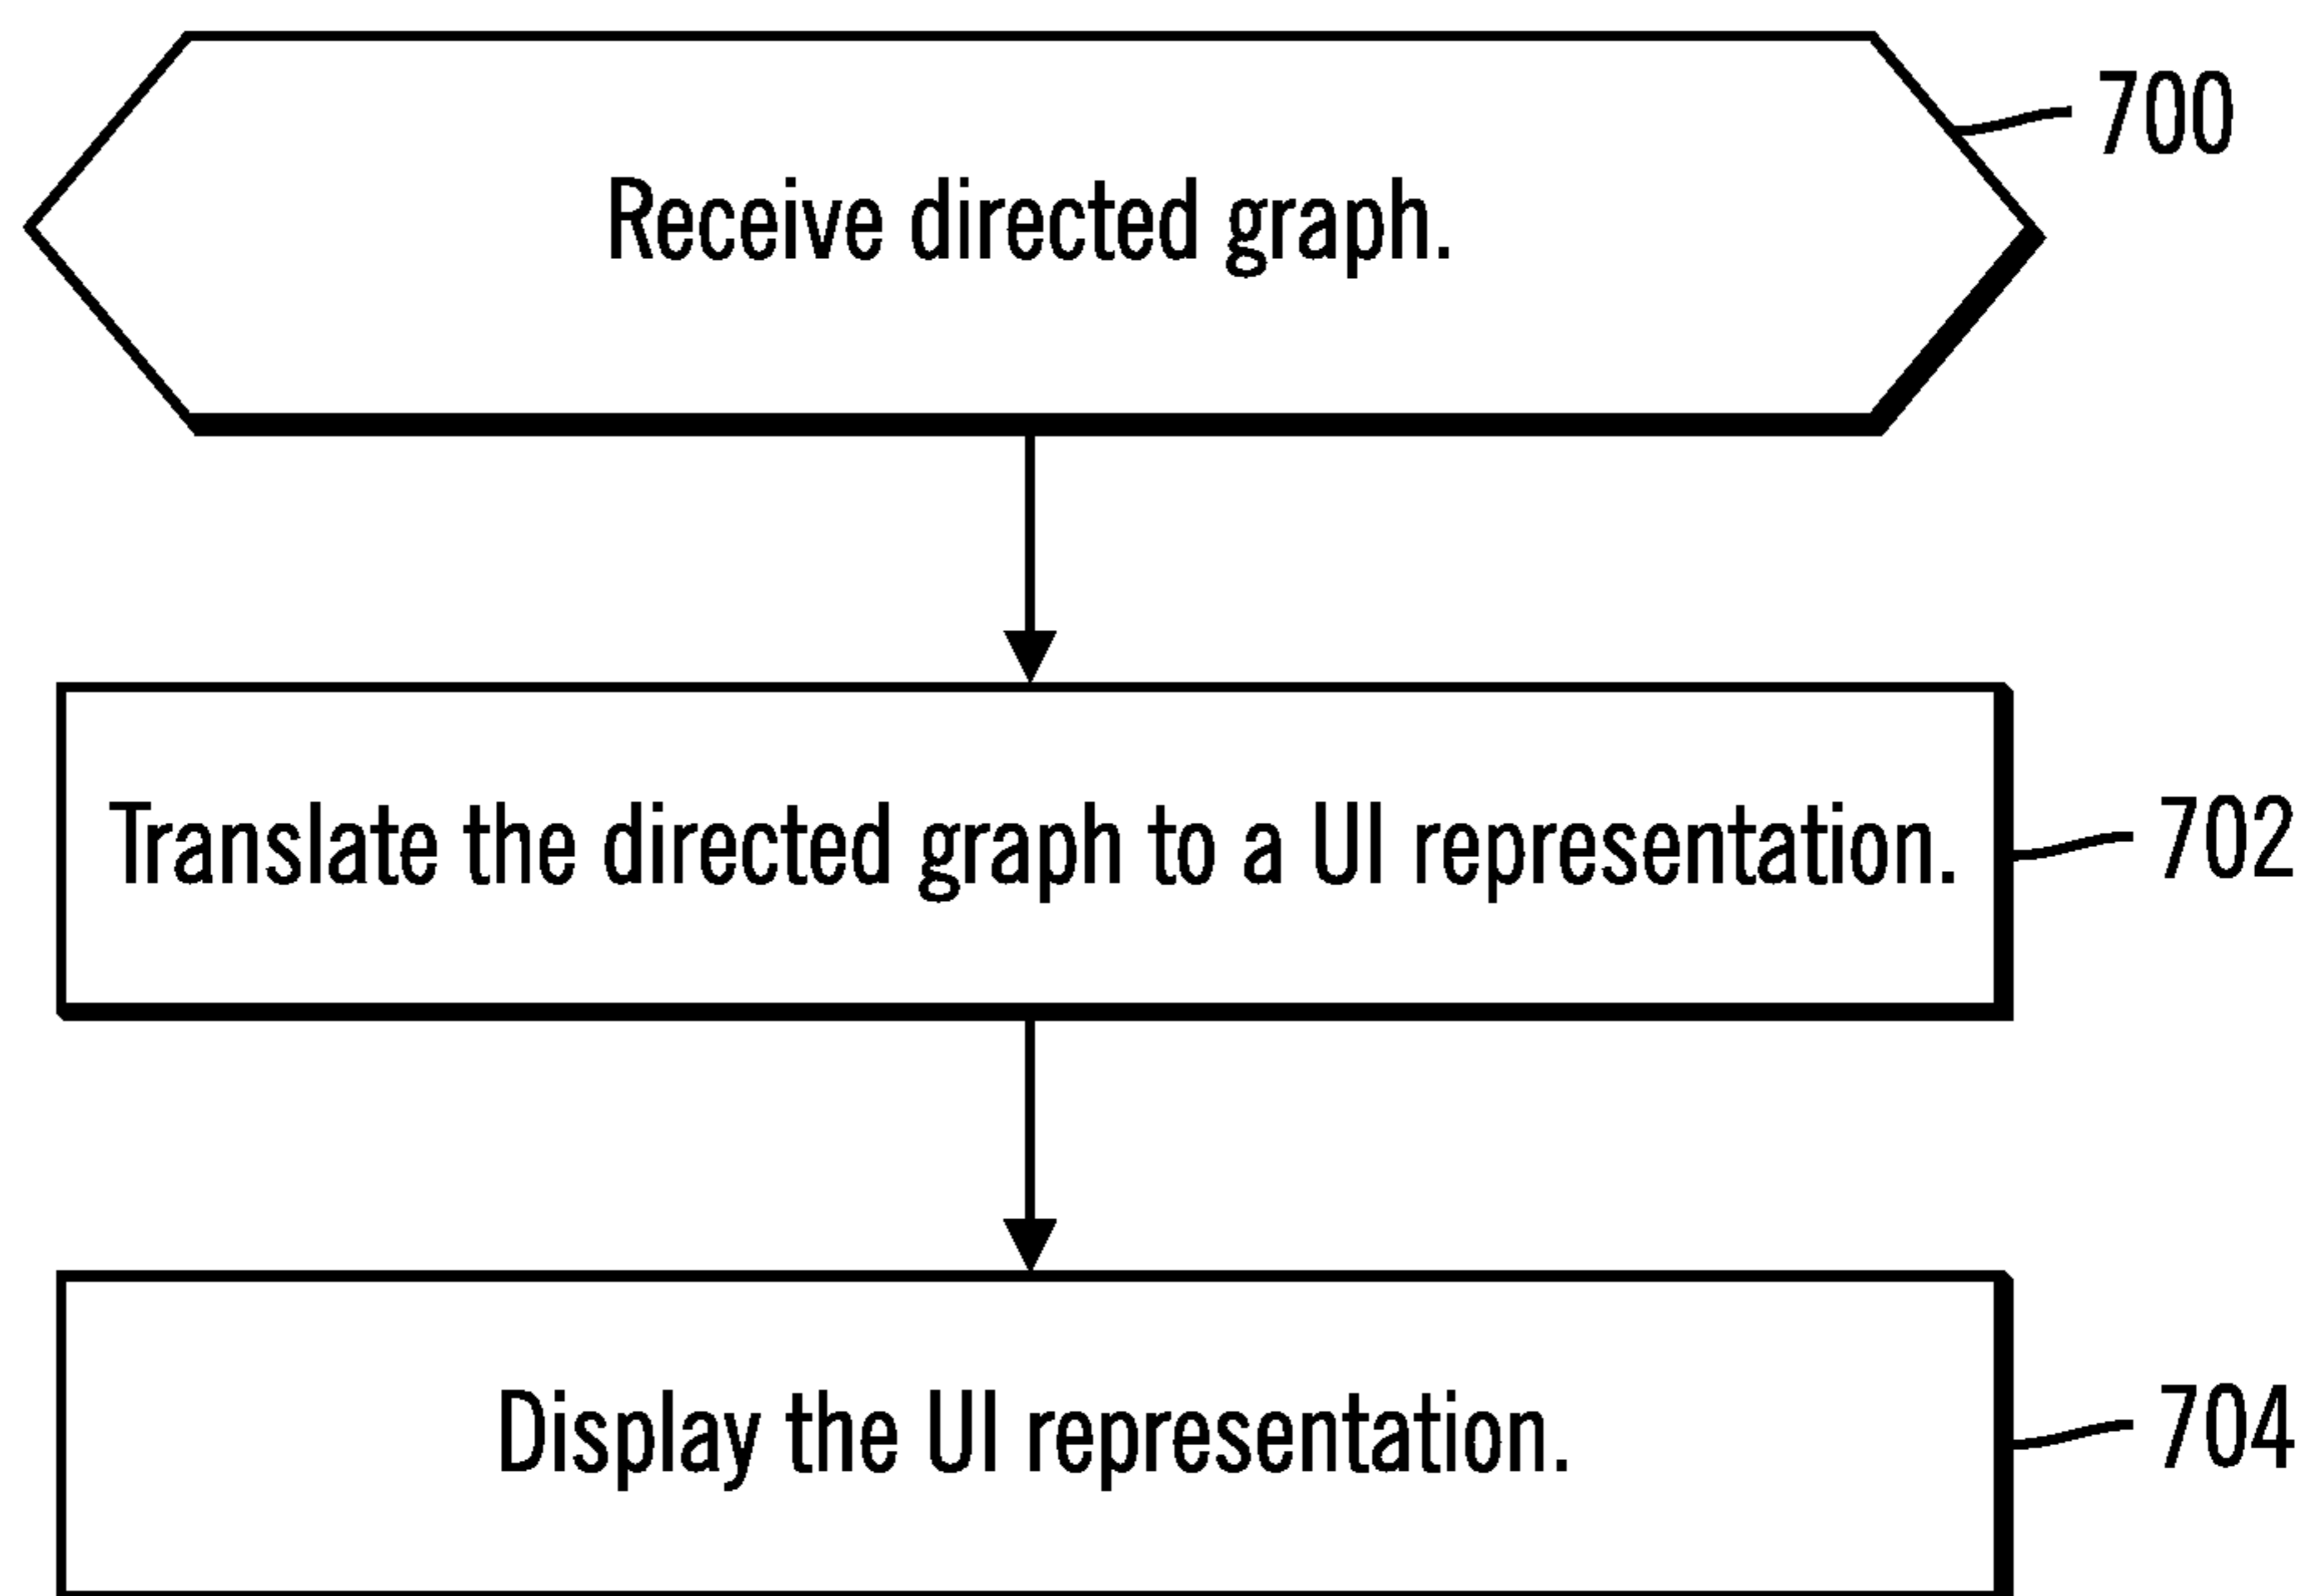 700
Receive directed graph.
Translate the directed graph to a UI representation.
702
Display the UI representation.
704